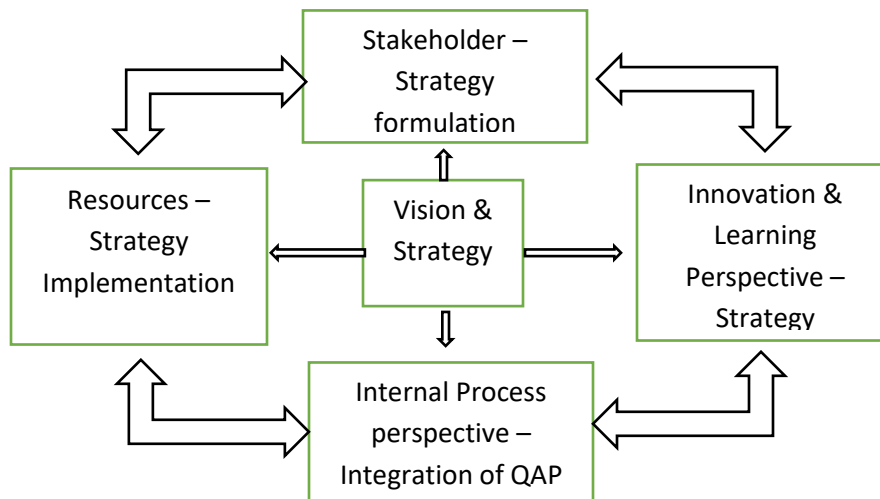 Stakeholder –
Strategy
formulation
Resources –
Strategy
Implementation
Vision &
Strategy
Innovation &
Learning
Perspective –
Strategy
Internal Process
perspective –
Integration of QAP